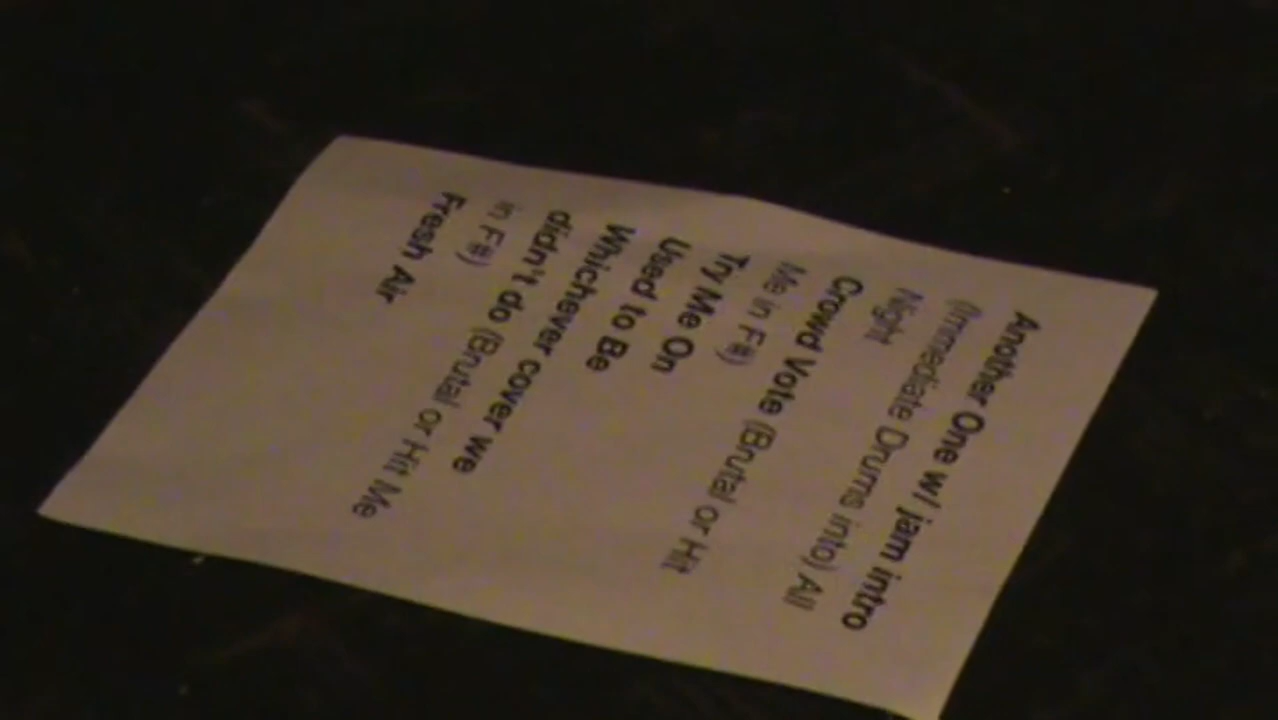 Another One w/ jam intro
(Immediate Drums into) All
Night
Crowd Vote (Brutal or Hit
Me in F#)
Try Me On
Used to Be
Whichever cover we
didn't do (Brutal or Hit Me
in F#)
Fresh Air